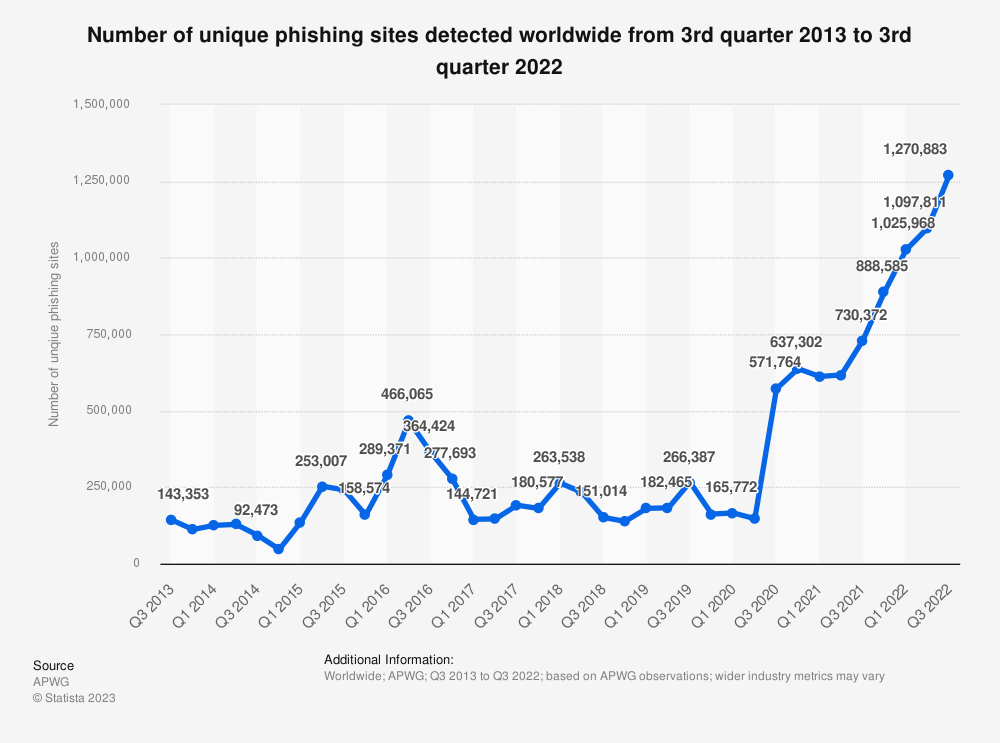 Number of unique phishing sites detected worldwide from 3rd quarter 2013 to 3rd
quarter 2022
1,500,000
1,250,000
1,000,000
750,000
500,000
250,000
0
Number of unqiue phishing sites
143,353
92,473
253,007
158,574
289,371
466,065
364,424
277,693
144,721
180,577
263,538
151,014
182,465
266,387
165,772
571,764
637,302
730,372
888,585
1,025,968
1,097,811
1,270,883
Q3 2013
Q1 2014
Q3 2014
Q1 2015
Q3 2015
Q1 2016
Q3 2016
Q1 2017
Q3 2017
Q1 2018
Q3 2018
Q1 2019
Q3 2019
Q1 2020
Q3 2020
Q1 2021
Q3 2021
Q1 2022
Q3 2022
Source
APWG
© Statista 2023
Additional Information:
Worldwide; APWG; Q3 2013 to Q3 2022; based on APWG observations; wider industry metrics may vary